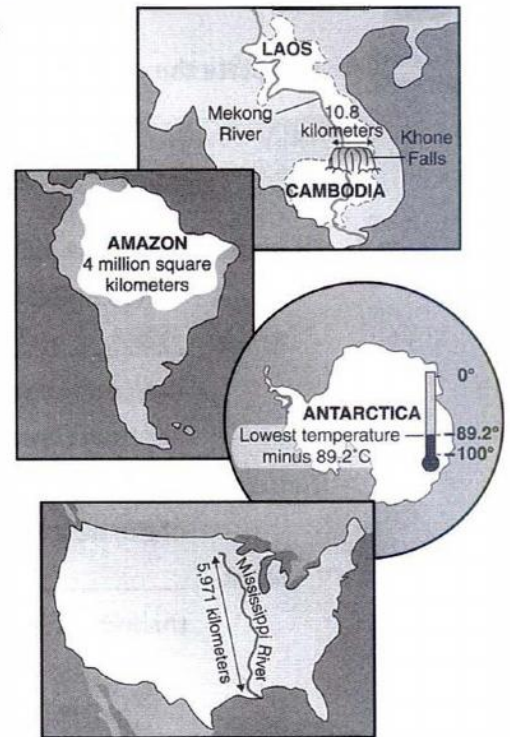 LAOS
Mekong
River
10.8
kilometers
Khone
Falls
CAMBODIA
AMAZON
4 million square
kilometers
0°
ANTARCTICA
Lowest temperature
minus 89.2°C
-89.2°
-100°
Mississippi River
5,971 kilometers